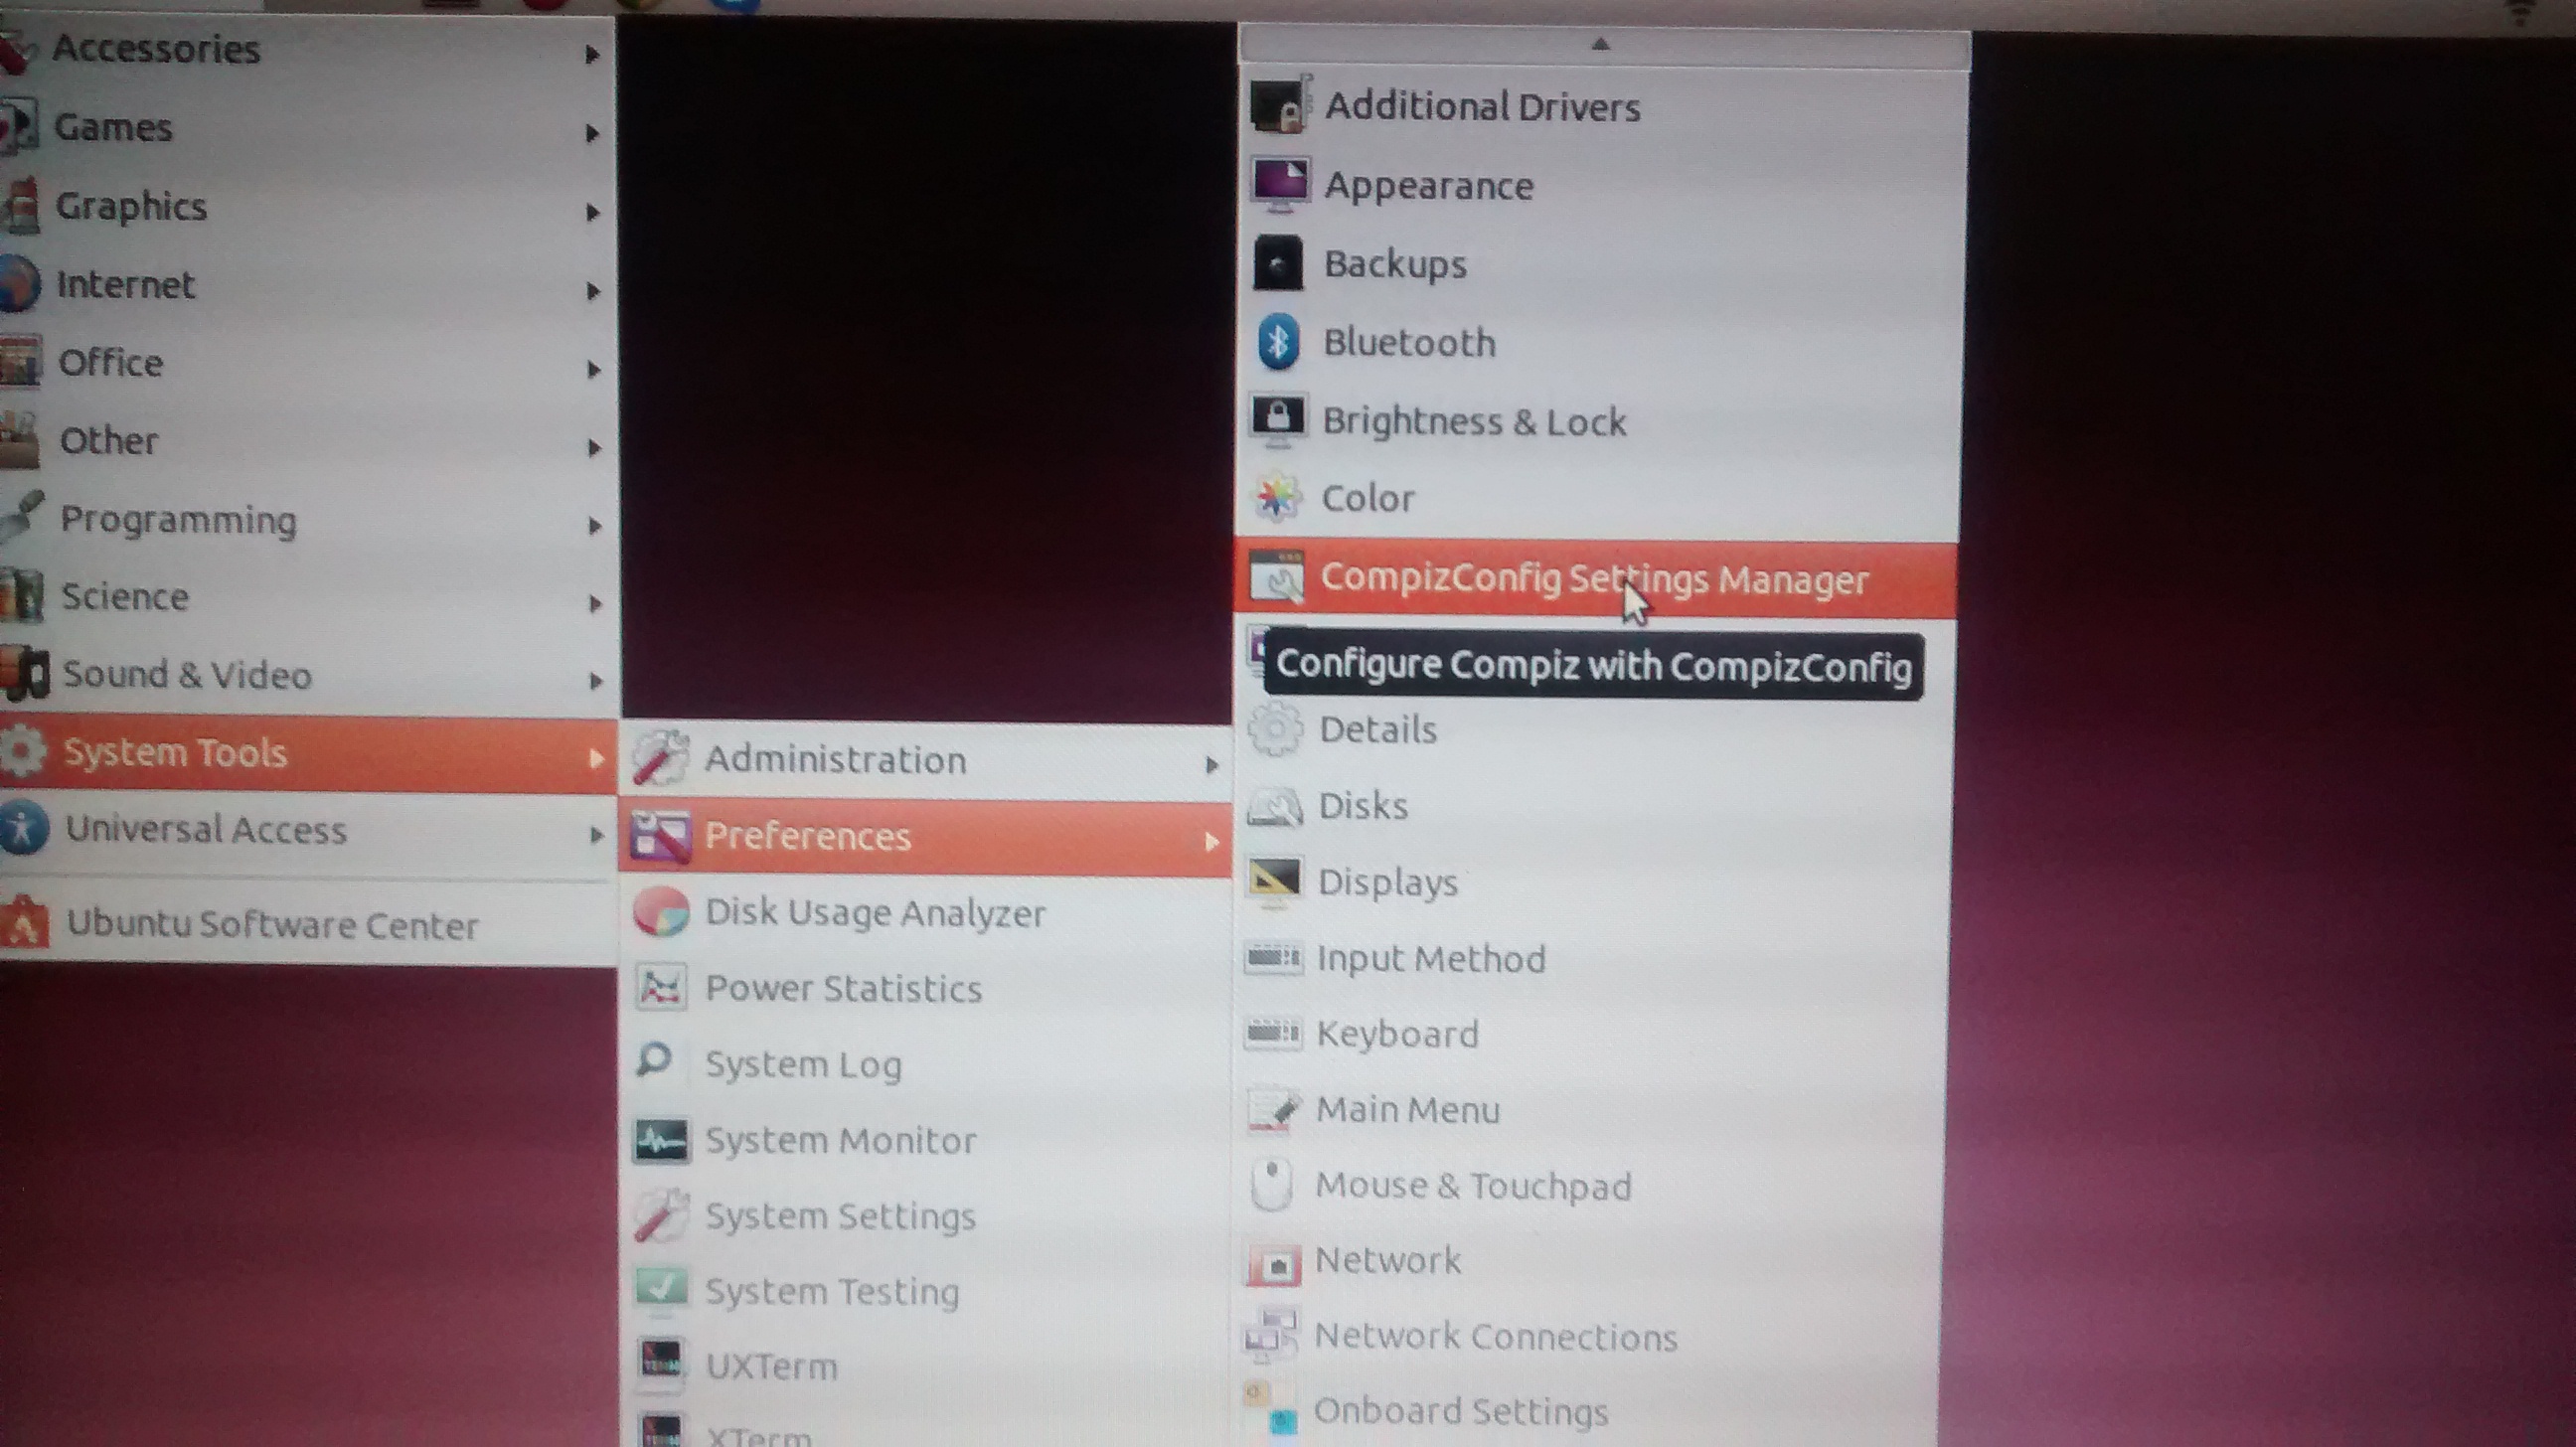 Accessories
Games
Graphics
Internet
Office
Other
Programming
Science
Sound & Video
System Tools
Universal Access
Ubuntu Software Center
Administration
Preferences
Disk Usage Analyzer
Power Statistics
System Log
System Monitor
System Settings
System Testing
UXTerm
XTerm
Additional Drivers
Appearance
Backups
Bluetooth
Brightness & Lock
Color
CompizConfig Settings Manager
Configure Compiz with CompizConfig
Details
Disks
Displays
Input Method
Keyboard
Main Menu
Mouse & Touchpad
Network
Network Connections
Onboard Settings